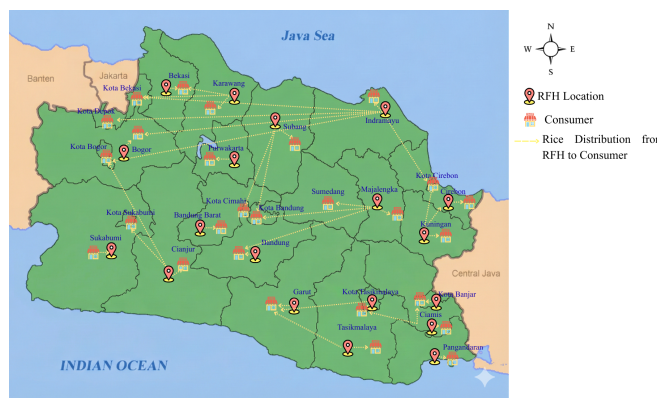 Java Sea
Banten
Jakarta
Bekasi
Kota Bekasi
Karawang
Kota Depok
Indramayu
Subang
Kota Bogor
Bogor
Purwakarta
Kota Cirebon
Cirebon
Sumedang
Majalengka
Kota Cimahi
Kota Bandung
Bandung Barat
Kota Sukabumi
Kuningan
Sukabumi
Cianjur
Bandung
Central Java
Garut
Kota Tasikmalaya
Kota Banjar
Ciamis
Tasikmalaya
Pangandaran
INDIAN OCEAN
N
W E
S
RFH Location
Consumer
Rice Distribution from
RFH to Consumer